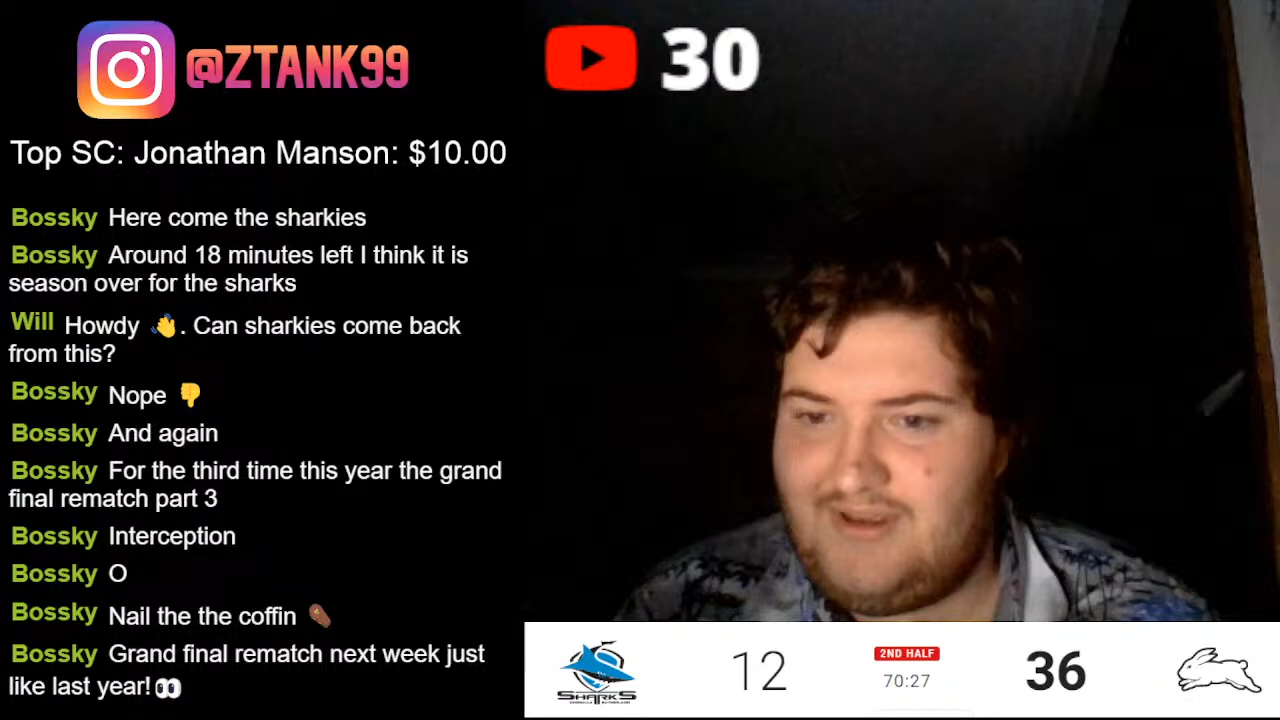 @ZTANK99
30
Top SC: Jonathan Manson: $10.00
Bossky Here come the sharkies
Bossky Around 18 minutes left I think it is
season over for the sharks
Will Howdy 👋. Can sharkies come back
from this?
Bossky Nope 👎
Bossky And again
Bossky For the third time this year the grand
final rematch part 3
Bossky Interception
Bossky O
Bossky Nail the the coffin ⚰️
Bossky Grand final rematch next week just
like last year!👀
SHARKS
12
2ND HALF
70:27
36